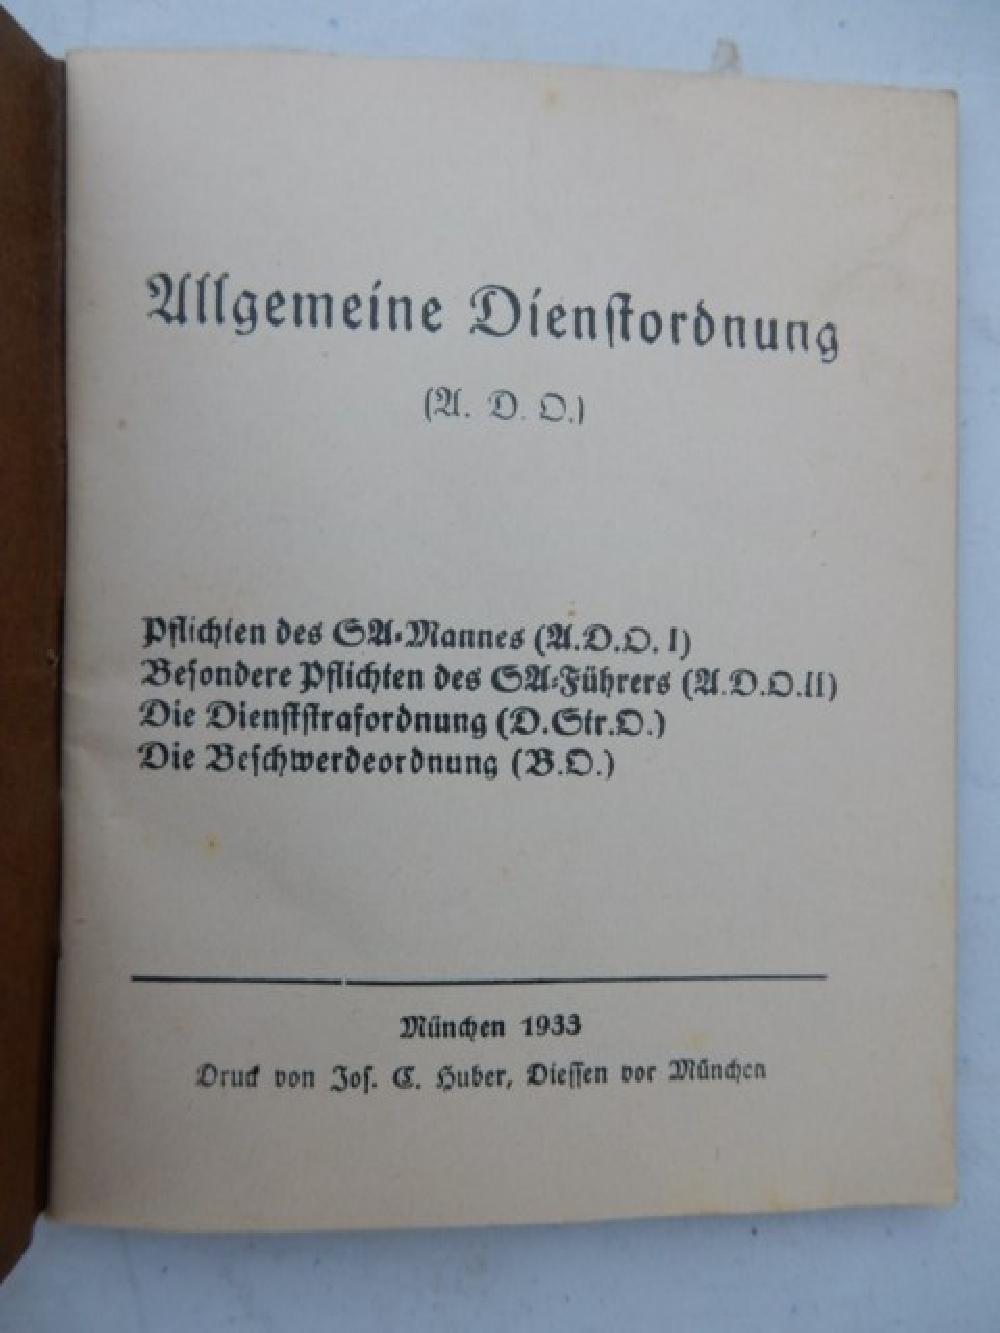 Allgemeine Dienstordnung
(A. D. O.)
Pflichten des SA-Mannes (A.D.O. I)
Besondere Pflichten des SA-Führers (A.D.O.II)
Die Dienststrafordnung (D.Str.O.)
Die Beschwerdeordnung (B.O.)
München 1933
Druck von Jos. C. Huber, Diessen vor München